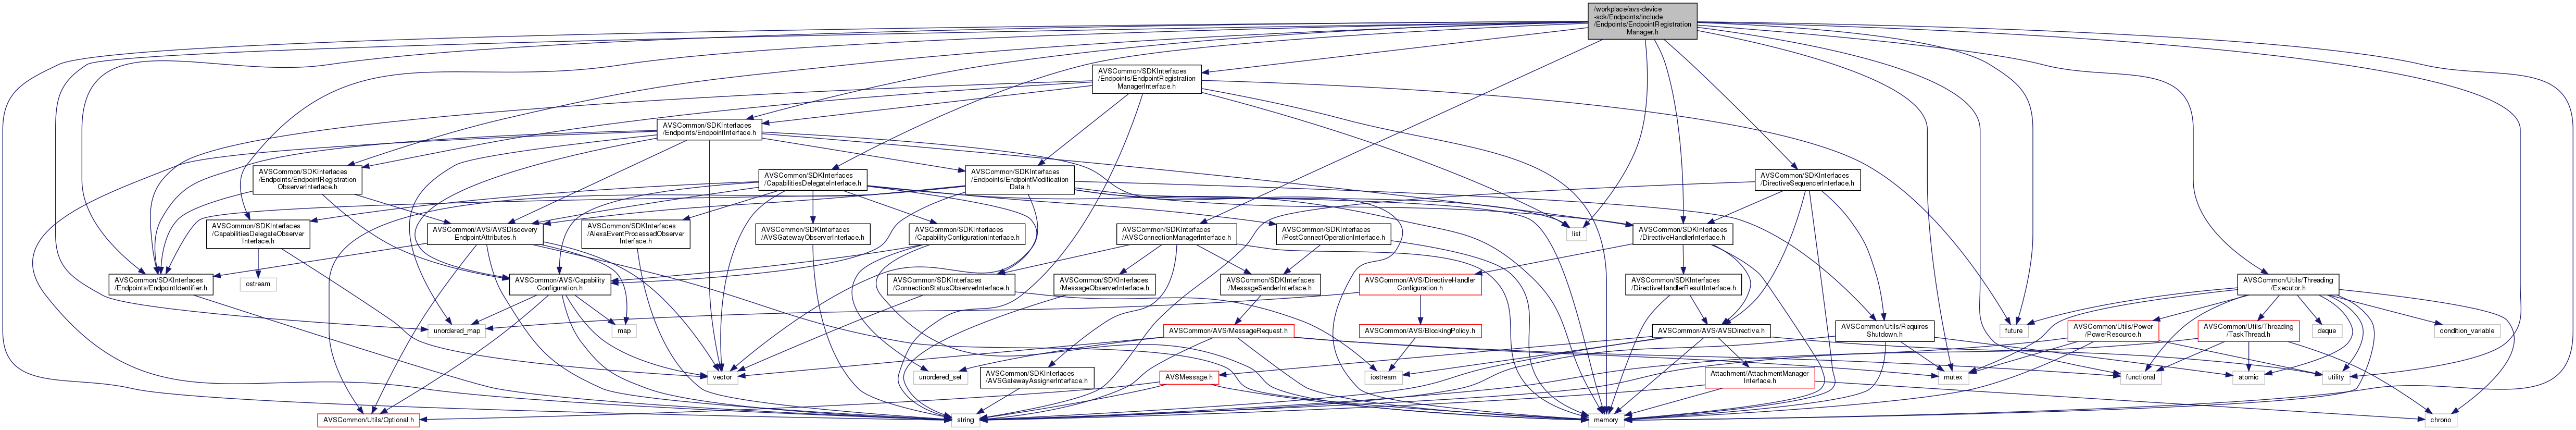 /workplace/avs-device
-sdk/Endpoints/include
/Endpoints/EndpointRegistration
Manager.h
AVSCommon/SDKInterfaces
/Endpoints/EndpointRegistration
ManagerInterface.h
AVSCommon/SDKInterfaces
/Endpoints/EndpointInterface.h
AVSCommon/SDKInterfaces
/Endpoints/EndpointRegistration
ObserverInterface.h
AVSCommon/SDKInterfaces
/CapabilitiesDelegateInterface.h
AVSCommon/SDKInterfaces
/Endpoints/EndpointModification
Data.h
AVSCommon/SDKInterfaces
/DirectiveSequencerInterface.h
AVSCommon/SDKInterfaces
/CapabilitiesDelegateObserver
Interface.h
AVSCommon/AVS/AVSDiscovery
EndpointAttributes.h
AVSCommon/SDKInterfaces
/AlexaEventProcessedObserver
Interface.h
AVSCommon/SDKInterfaces
/AVSGatewayObserverInterface.h
AVSCommon/SDKInterfaces
/CapabilityConfigurationInterface.h
AVSCommon/SDKInterfaces
/AVSConnectionManagerInterface.h
AVSCommon/SDKInterfaces
/PostConnectOperationInterface.h
list
AVSCommon/SDKInterfaces
/DirectiveHandlerInterface.h
AVSCommon/SDKInterfaces
/Endpoints/EndpointIdentifier.h
ostream
AVSCommon/AVS/Capability
Configuration.h
AVSCommon/SDKInterfaces
/ConnectionStatusObserverInterface.h
AVSCommon/SDKInterfaces
/MessageObserverInterface.h
AVSCommon/SDKInterfaces
/MessageSenderInterface.h
AVSCommon/AVS/DirectiveHandler
Configuration.h
AVSCommon/SDKInterfaces
/DirectiveHandlerResultInterface.h
AVSCommon/Utils/Threading
/Executor.h
unordered_map
map
AVSCommon/AVS/MessageRequest.h
AVSCommon/AVS/BlockingPolicy.h
AVSCommon/AVS/AVSDirective.h
AVSCommon/Utils/Requires
Shutdown.h
future
AVSCommon/Utils/Power
/PowerResource.h
AVSCommon/Utils/Threading
/TaskThread.h
deque
condition_variable
vector
unordered_set
AVSCommon/SDKInterfaces
/AVSGatewayAssignerInterface.h
AVSMessage.h
iostream
Attachment/AttachmentManager
Interface.h
mutex
functional
atomic
utility
AVSCommon/Utils/Optional.h
string
memory
chrono